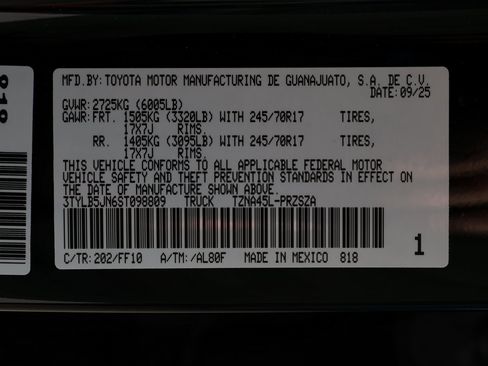 MFD.BY:TOYOTA MOTOR MANUFACTURING DE GUANAJUATO, S.A. DE C.V.
DATE:09/25
GVWR:2725KG (6005LB)
GAWR:FRT. 1505KG (3320LB) WITH 245/70R17 TIRES,
17X7J RIMS,
RR. 1405KG (3095LB) WITH 245/70R17 TIRES,
17X7J RIMS.
THIS VEHICLE CONFORMS TO ALL APPLICABLE FEDERAL MOTOR
VEHICLE SAFETY AND THEFT PREVENTION STANDARDS IN EFFECT
ON THE DATE OF MANUFACTURE SHOWN ABOVE.
3TYLB5JN6ST098809 TRUCK TZNA45L-PRZSZA
1
C/TR:202/FF10 A/TM:/AL80F MADE IN MEXICO 818
818